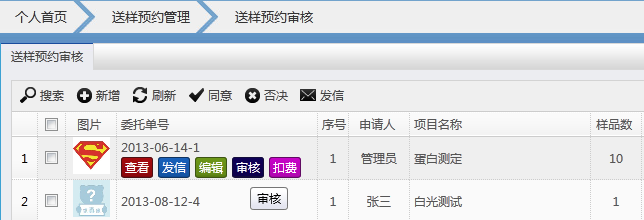 个人首页 送样预约管理 送样预约审核
送样预约审核
搜索 新增 刷新 同意 否决 发信
图片 委托单号 序号 申请人 项目名称 样品数
1 2013-06-14-1 1 管理员 蛋白测定 10
查看 发信 编辑 审核 扣费
2 2013-08-12-4 审核 1 张三 白光测试 1